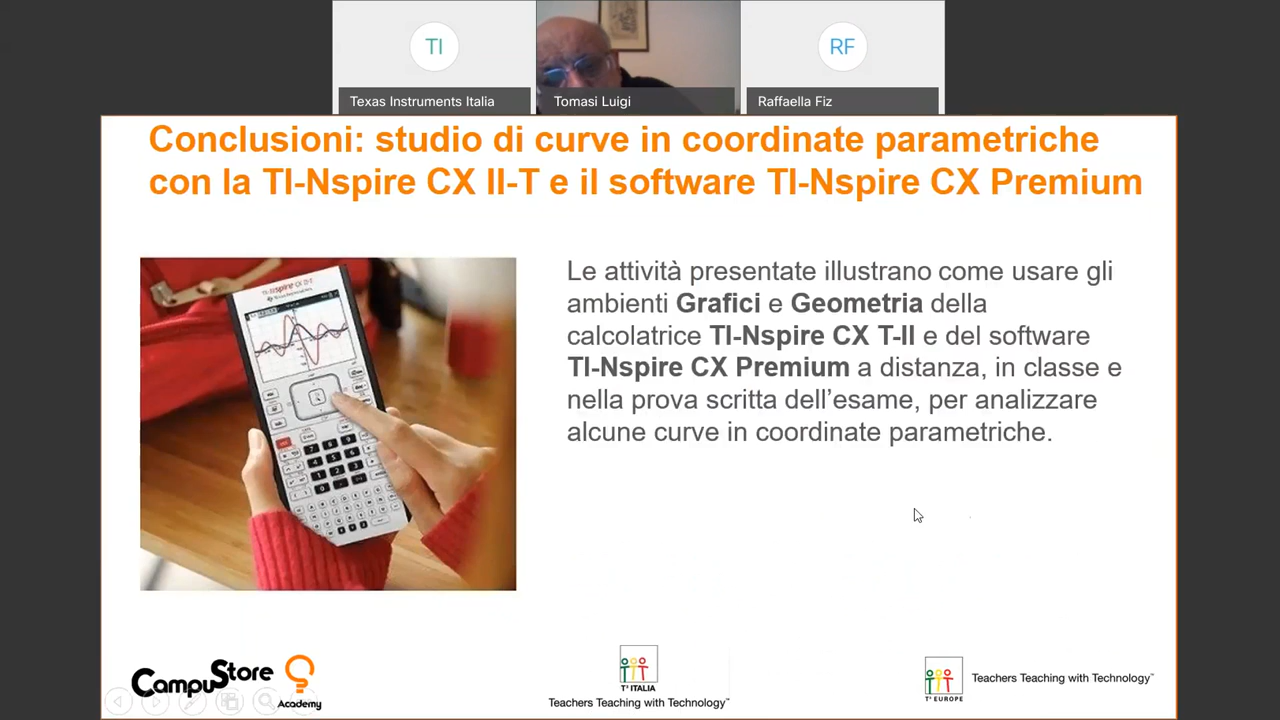 TI
RF
Texas Instruments Italia
Tomasi Luigi
Raffaella Fiz
Conclusioni: studio di curve in coordinate parametriche
con la TI-Nspire CX II-T e il software TI-Nspire CX Premium
Le attività presentate illustrano come usare gli
ambienti Grafici e Geometria della
calcolatrice TI-Nspire CX T-II e del software
TI-Nspire CX Premium a distanza, in classe e
nella prova scritta dell’esame, per analizzare
alcune curve in coordinate parametriche.
TI-nspire CX II-T
CampuStore
Academy
T³ ITALIA
Teachers Teaching with Technology™
T³ EUROPE
Teachers Teaching with Technology™